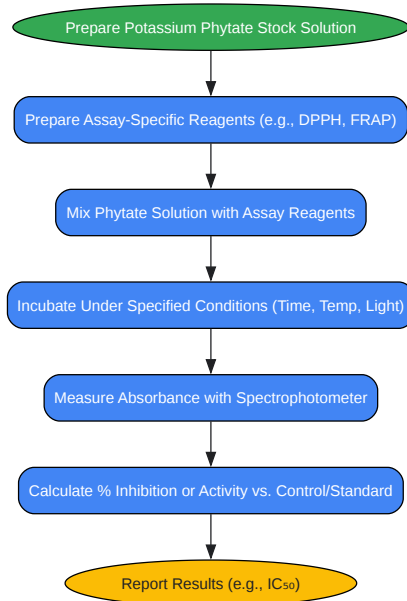 Prepare Potassium Phytate Stock Solution
Prepare Assay-Specific Reagents (e.g., DPPH, FRAP)
Mix Phytate Solution with Assay Reagents
Incubate Under Specified Conditions (Time, Temp, Light)
Measure Absorbance with Spectrophotometer
Calculate % Inhibition or Activity vs. Control/Standard
Report Results (e.g., IC₅₀)